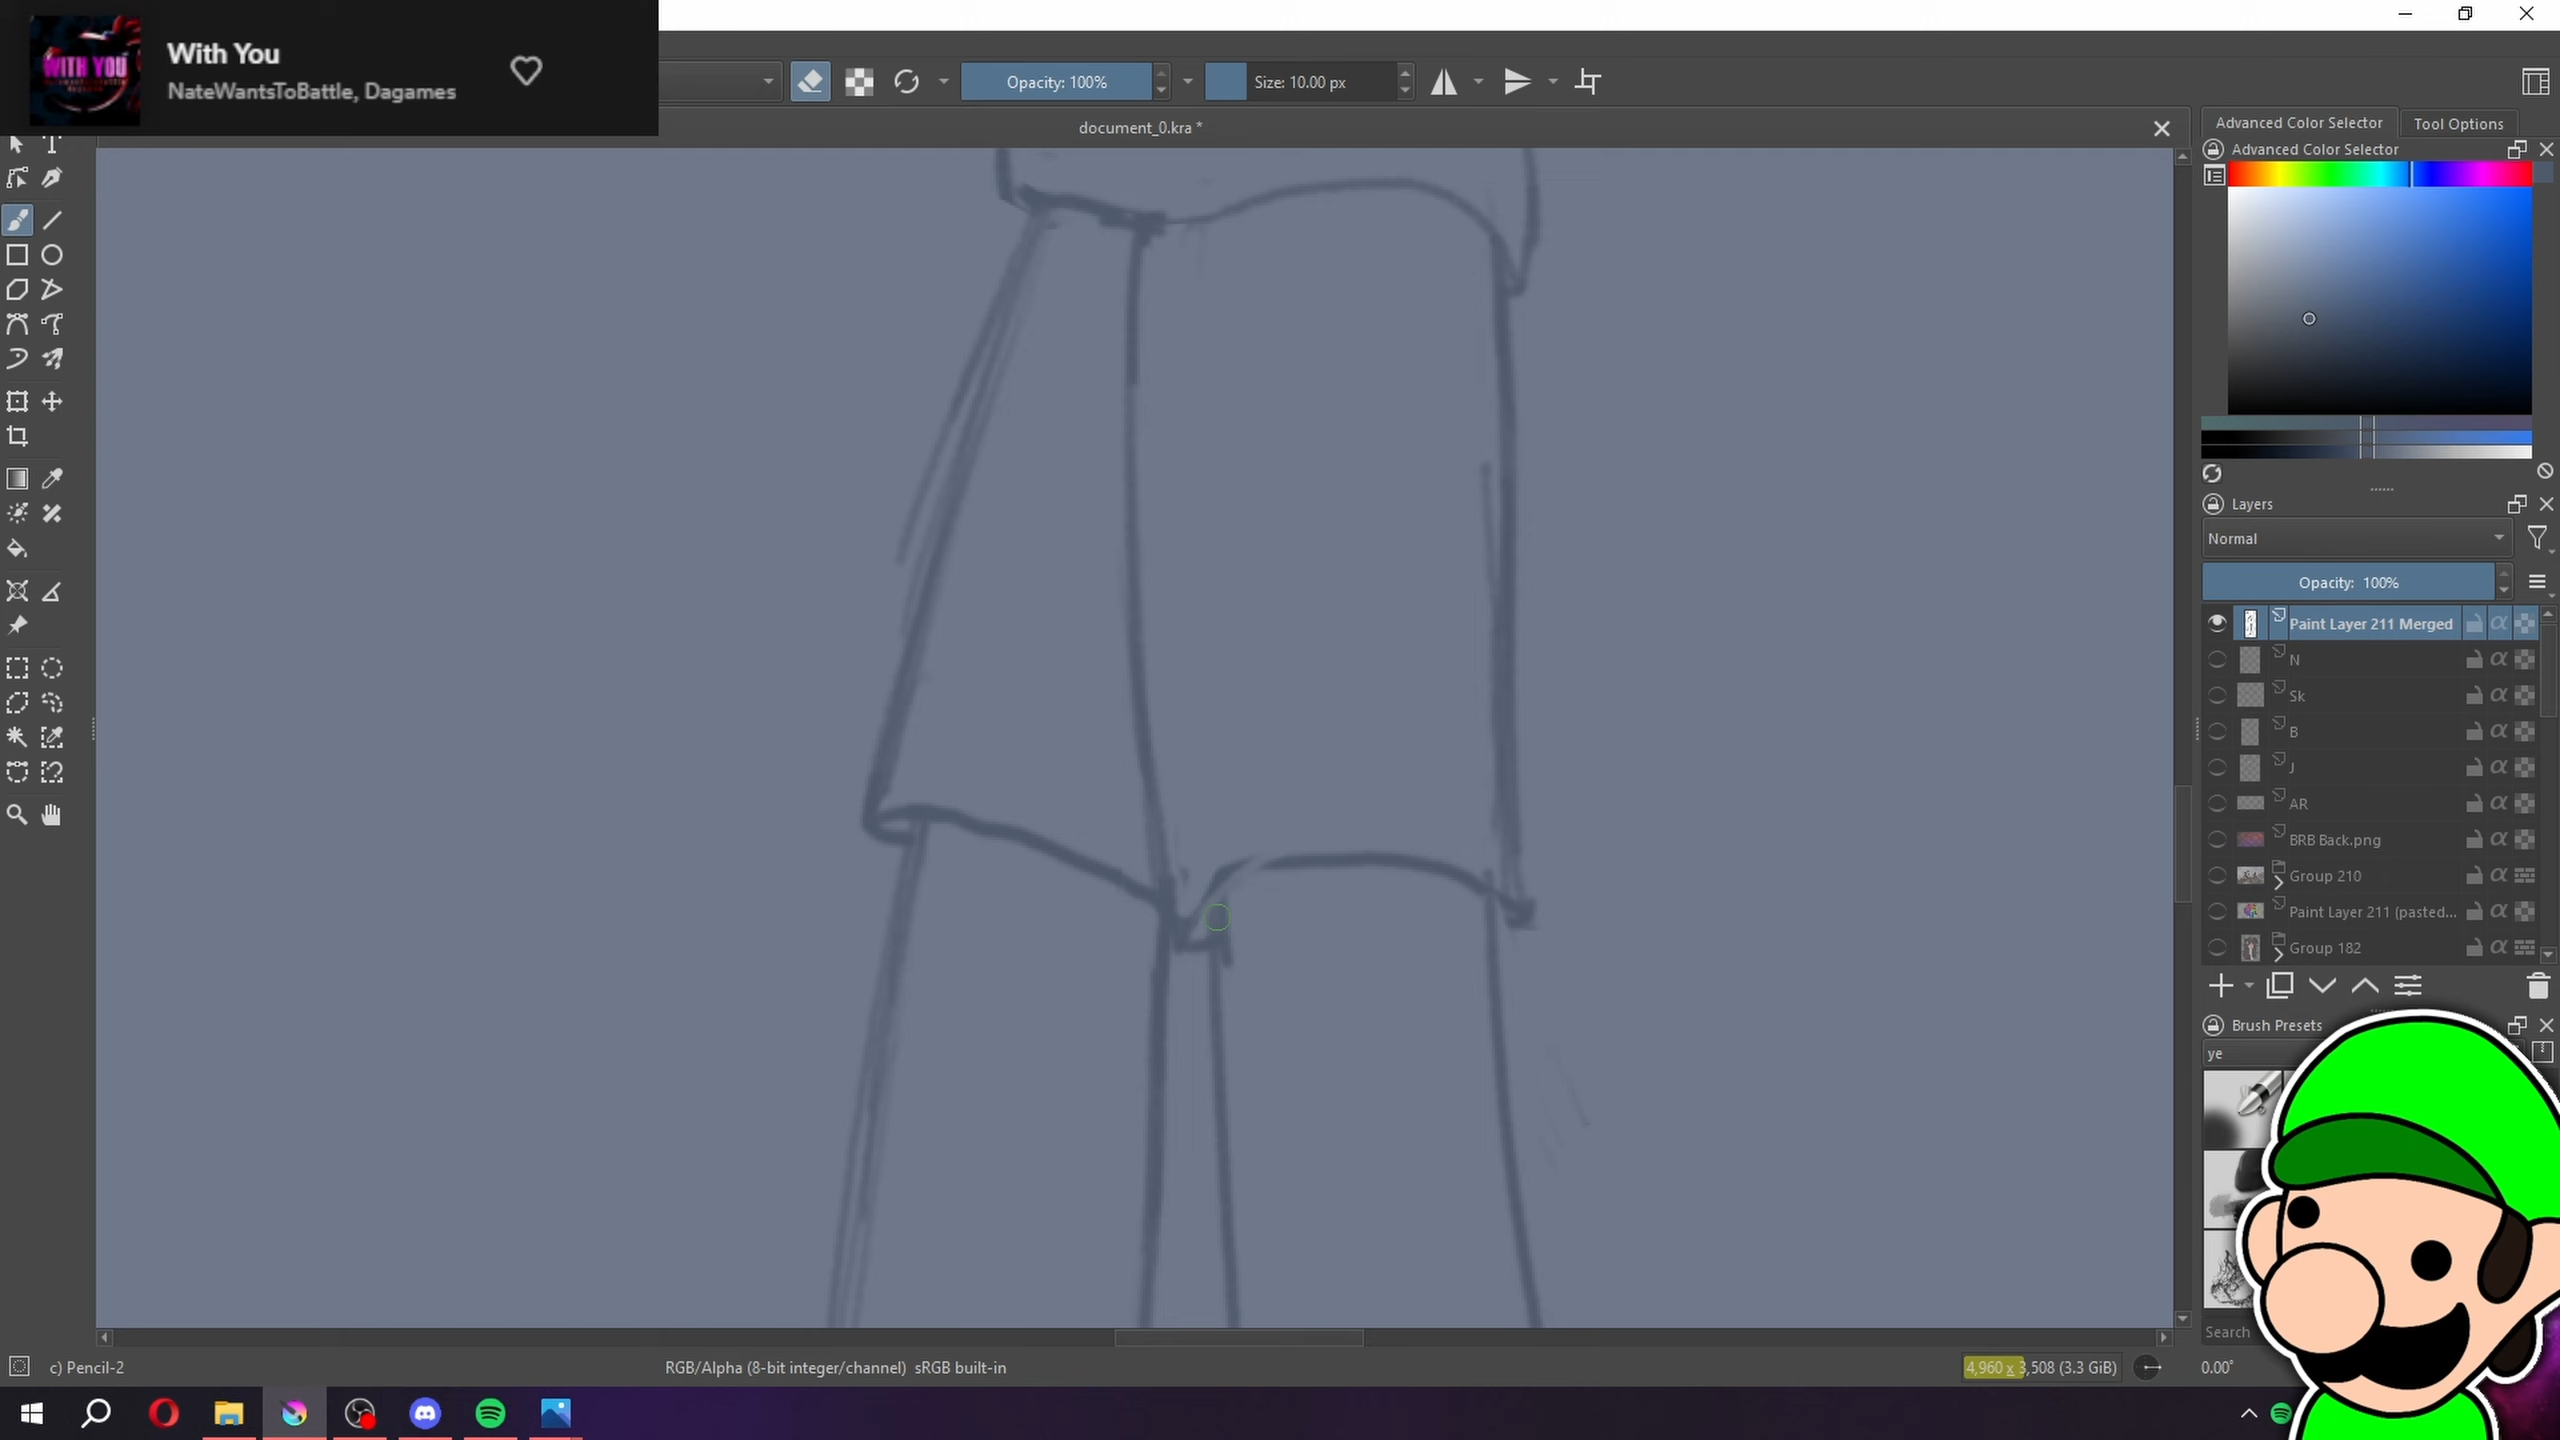 WITH YOU
With You
NateWantsToBattle, Dagames
Opacity: 100%
Size: 10.00 px
document_0.kra *
Advanced Color Selector
Tool Options
Advanced Color Selector
Layers
Normal
Opacity: 100%
Paint Layer 211 Merged
N
Sk
B
J
AR
BRB Back.png
Group 210
Paint Layer 211 (pasted...
Group 182
Brush Presets
ye
Search
c) Pencil-2
RGB/Alpha (8-bit integer/channel) sRGB built-in
4,960 x 3,508 (3.3 GiB)
0.00°